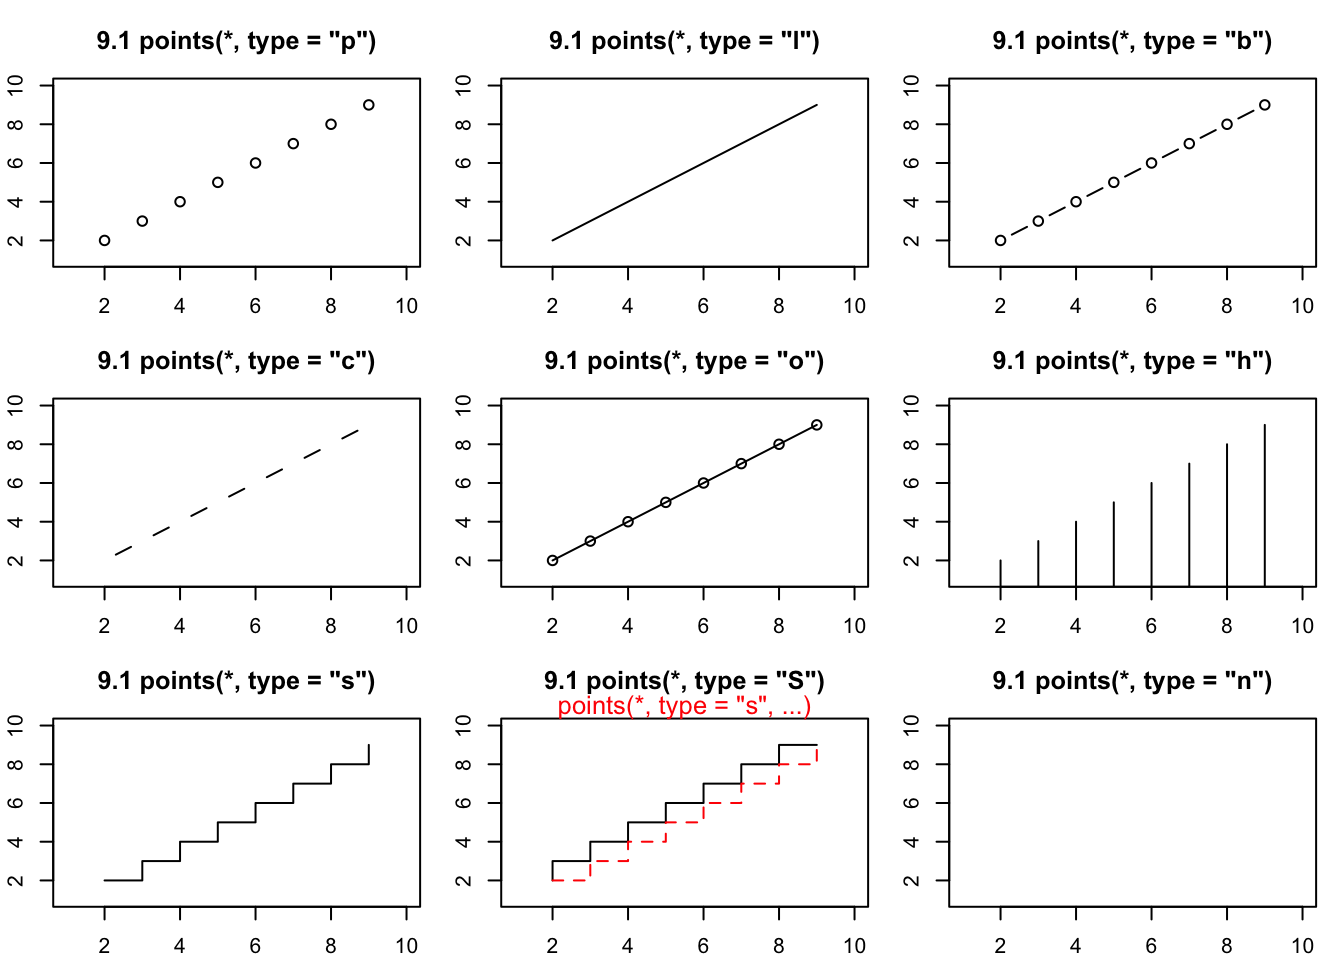 9.1 points(*, type = "p")
10
8
6
4
2
2 4 6 8 10
9.1 points(*, type = "l")
10
8
6
4
2
2 4 6 8 10
9.1 points(*, type = "b")
10
8
6
4
2
2 4 6 8 10
9.1 points(*, type = "c")
10
8
6
4
2
2 4 6 8 10
9.1 points(*, type = "o")
10
8
6
4
2
2 4 6 8 10
9.1 points(*, type = "h")
10
8
6
4
2
2 4 6 8 10
9.1 points(*, type = "s")
10
8
6
4
2
2 4 6 8 10
9.1 points(*, type = "S")
points(*, type = "s", ...)
10
8
6
4
2
2 4 6 8 10
9.1 points(*, type = "n")
10
8
6
4
2
2 4 6 8 10